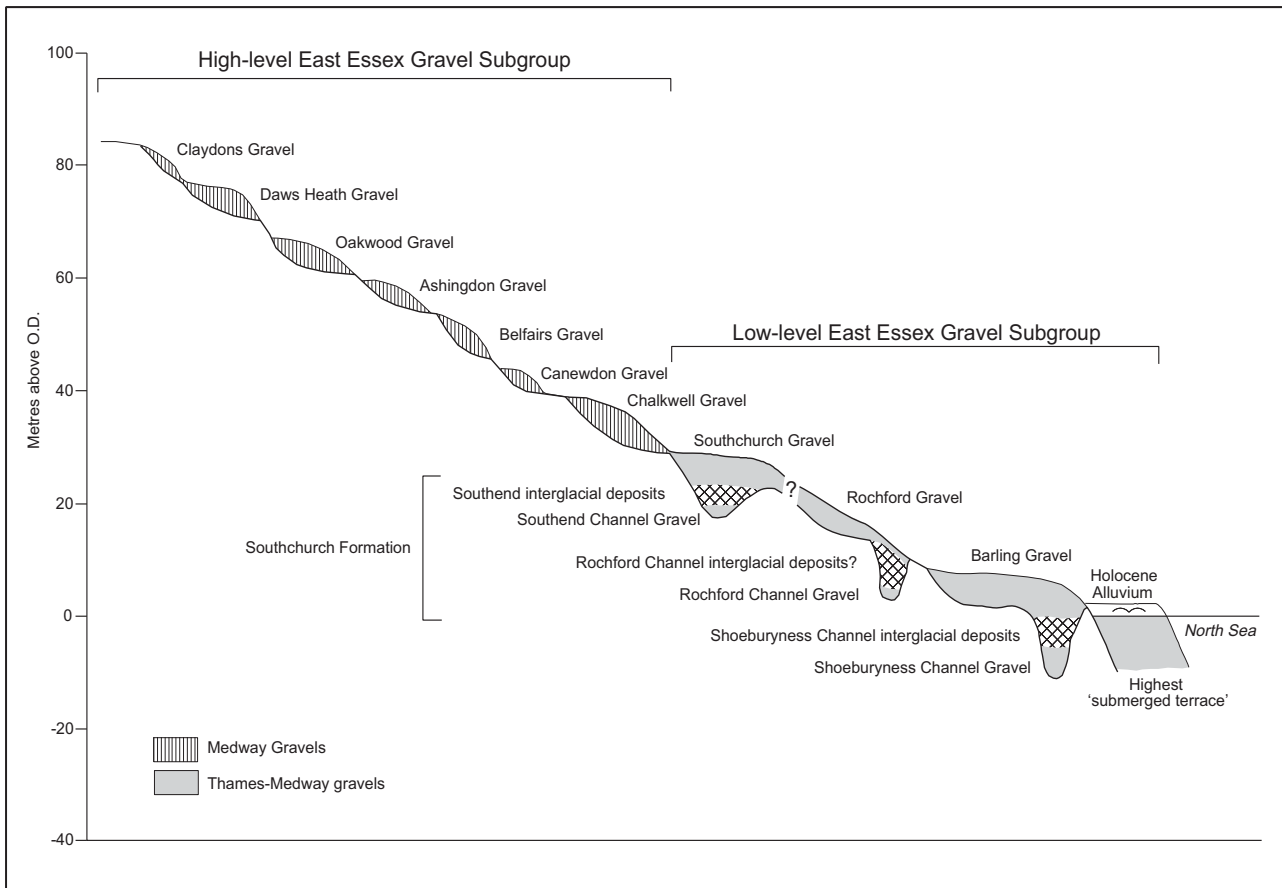 100
High-level East Essex Gravel Subgroup
Claydons Gravel
80
Daws Heath Gravel
Oakwood Gravel
60
Ashingdon Gravel
Belfairs Gravel
Low-level East Essex Gravel Subgroup
Canewdon Gravel
40
Chalkwell Gravel
Metres above O.D.
Southchurch Gravel
?
Southend interglacial deposits
Rochford Gravel
20
Southend Channel Gravel
Southchurch Formation
Barling Gravel
Rochford Channel interglacial deposits?
Holocene
Alluvium
Rochford Channel Gravel
0
North Sea
Shoeburyness Channel interglacial deposits
Shoeburyness Channel Gravel
Highest
‘submerged terrace’
-20
Medway Gravels
Thames-Medway gravels
-40